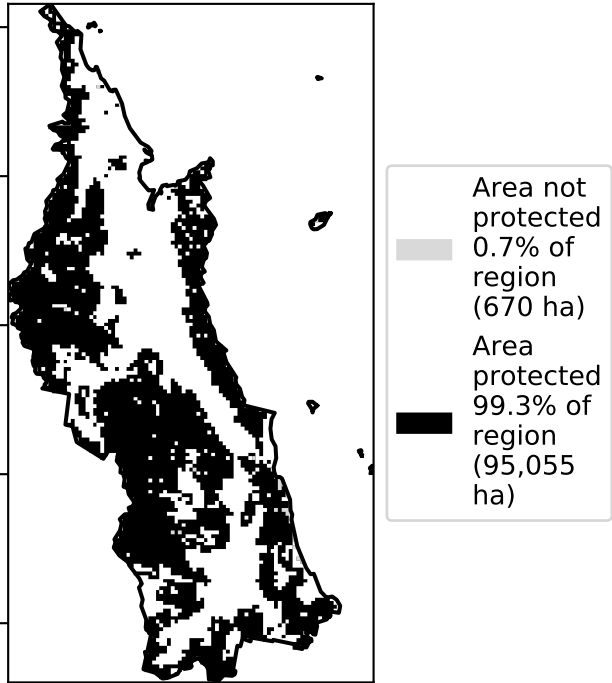 Area not
protected
0.7% of
region
(670 ha)
Area
protected
99.3% of
region
(95,055
ha)